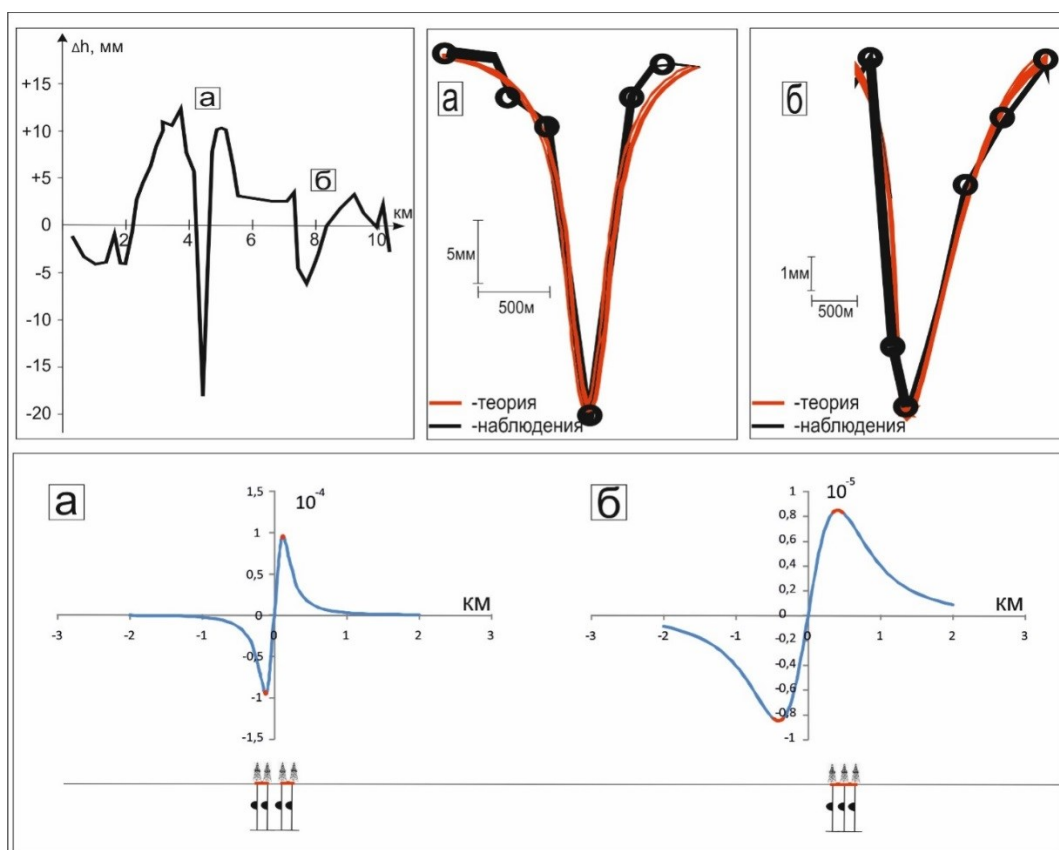 Δh, мм
+15
+10
+5
0
-5
-10
-15
-20
2 4 6 8 10
км
а
б
а
5мм
500м
-теория
-наблюдения
б
1мм
500м
-теория
-наблюдения
а
10⁻⁴
1,5
1
0,5
0
-0,5
-1
-1,5
-3 -2 -1 0 1 2 3
км
б
10⁻⁵
1
0,8
0,6
0,4
0,2
0
-0,2
-0,4
-0,6
-0,8
-1
-3 -2 -1 0 1 2 3
км